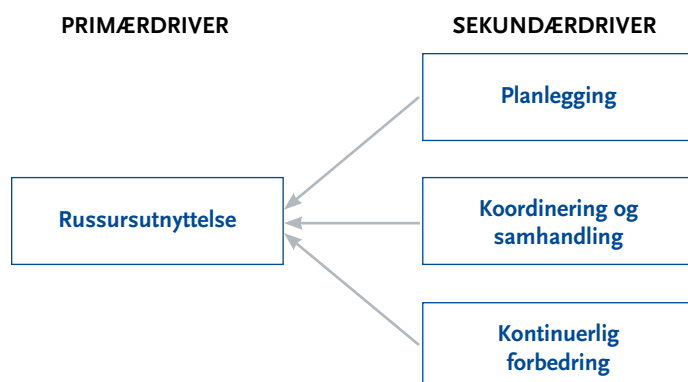 PRIMÆRDRIVER
SEKUNDÆRDRIVER
Planlegging
Russursutnyttelse
Koordinering og
samhandling
Kontinuerlig
forbedring